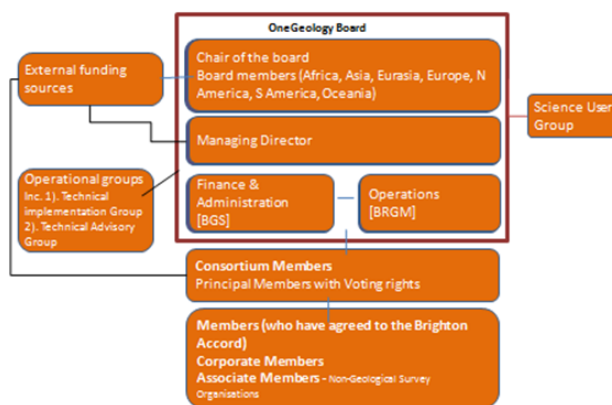 OneGeology Board
Chair of the board
Board members (Africa, Asia, Eurasia, Europe, N
America, S America, Oceania)
External funding
sources
Science User
Group
Managing Director
Operational groups
Inc. 1). Technical
implementation Group
2). Technical Advisory
Group
Finance &
Administration
[BGS]
Operations
[BRGM]
Consortium Members
Principal Members with Voting rights
Members (who have agreed to the Brighton
Accord)
Corporate Members
Associate Members - Non-Geological Survey
Organisations